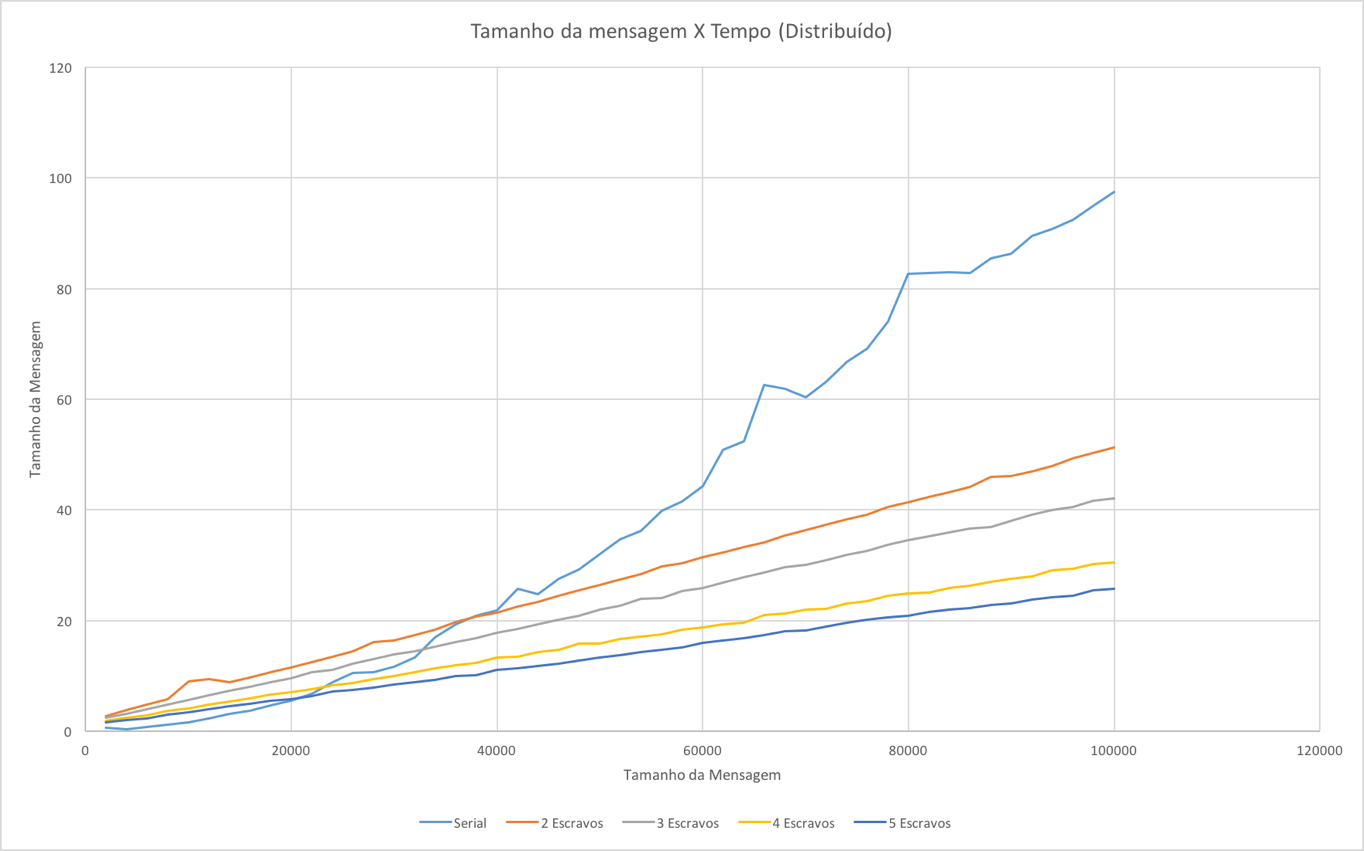 Tamanho da mensagem X Tempo (Distribuído)
120
100
80
60
40
20
0
Tamanho da Mensagem
0 20000 40000 60000 80000 100000 120000
Tamanho da Mensagem
Serial 2 Escravos 3 Escravos 4 Escravos 5 Escravos